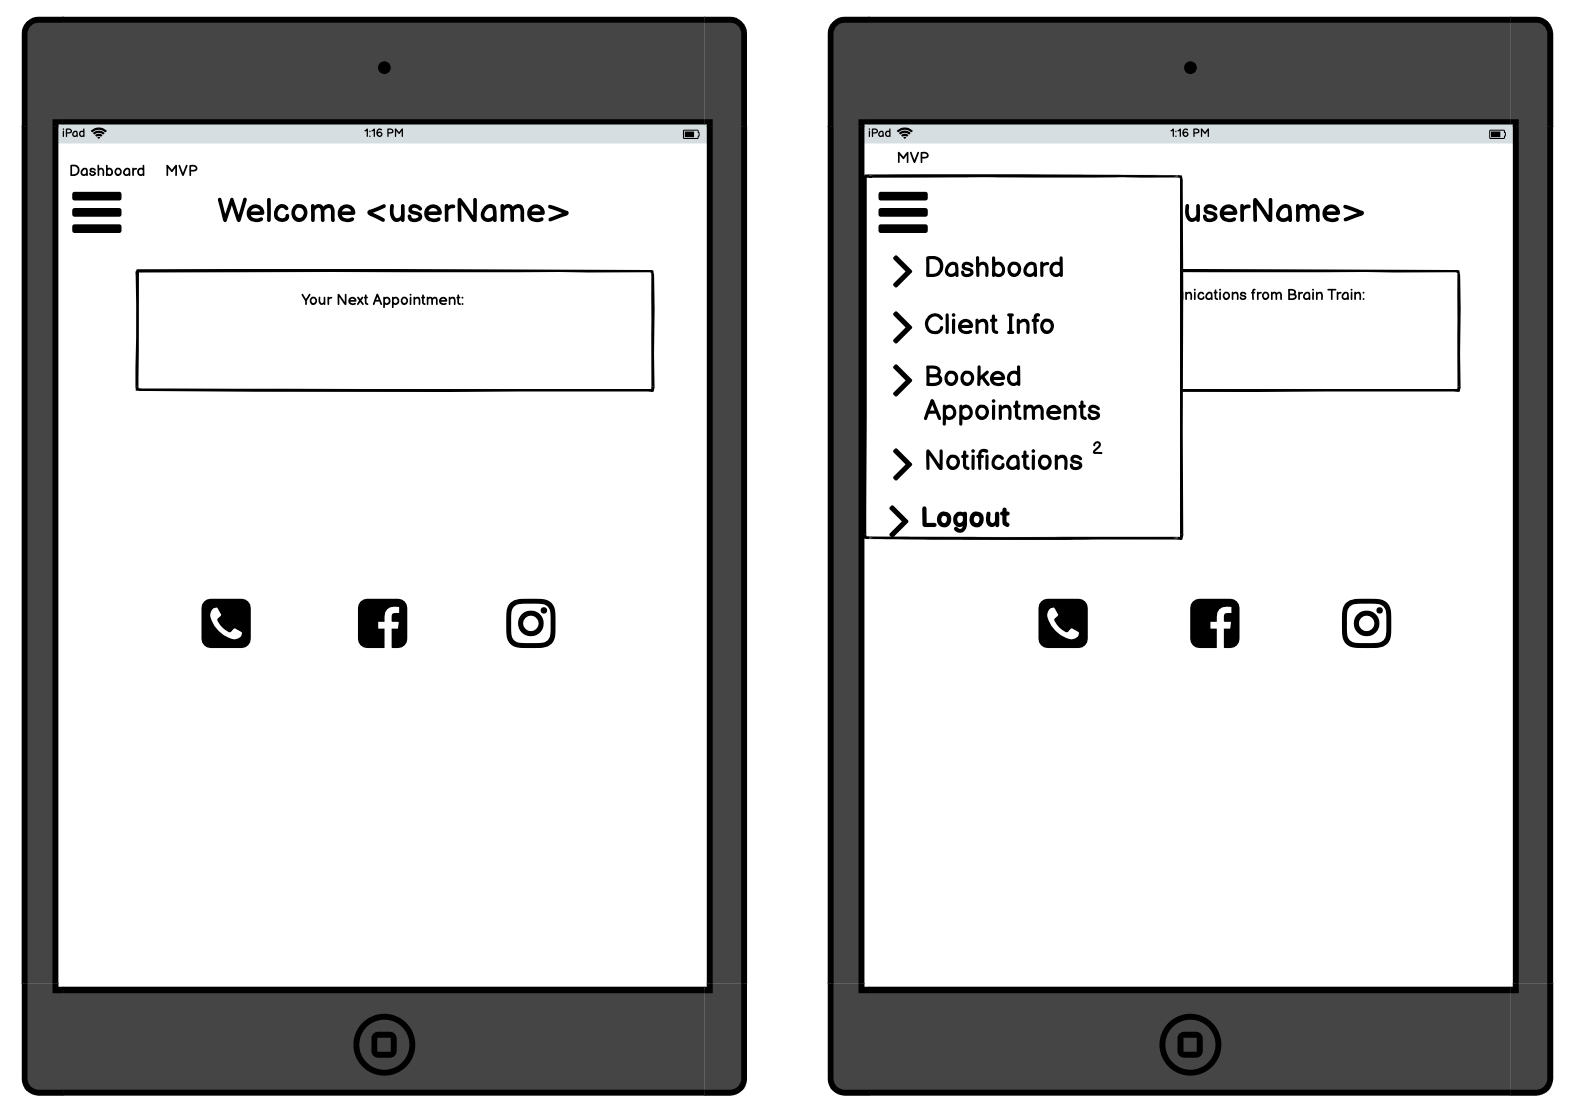 iPad 1:16 PM
Dashboard MVP
Welcome <userName>
Your Next Appointment:
iPad 1:16 PM
MVP
userName>
nications from Brain Train:
Dashboard
Client Info
Booked
Appointments
Notifications 2
Logout